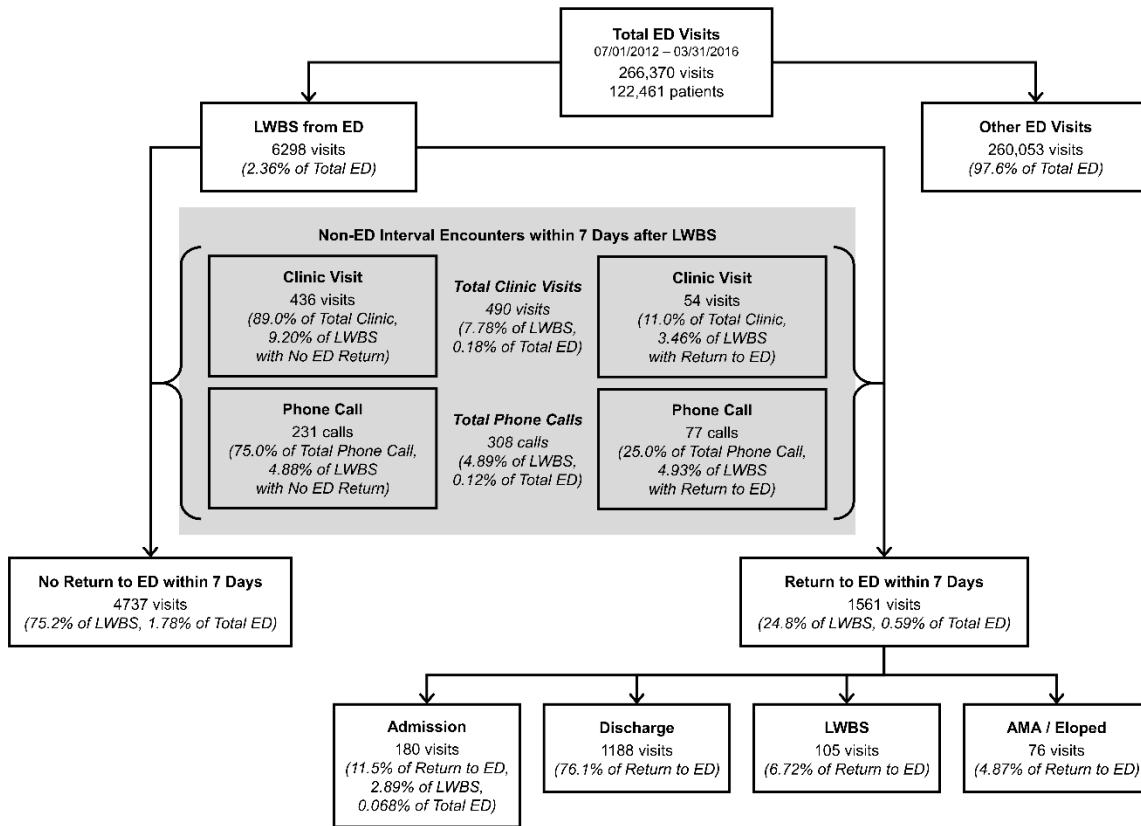 Total ED Visits
07/01/2012 – 03/31/2016
266,370 visits
122,461 patients
LWBS from ED
6298 visits
(2.36% of Total ED)
Other ED Visits
260,053 visits
(97.6% of Total ED)
Non-ED Interval Encounters within 7 Days after LWBS
Clinic Visit
436 visits
(89.0% of Total Clinic,
9.20% of LWBS
with No ED Return)
Total Clinic Visits
490 visits
(7.78% of LWBS,
0.18% of Total ED)
Clinic Visit
54 visits
(11.0% of Total Clinic,
3.46% of LWBS
with Return to ED)
Phone Call
231 calls
(75.0% of Total Phone Call,
4.88% of LWBS
with No ED Return)
Total Phone Calls
308 calls
(4.89% of LWBS,
0.12% of Total ED)
Phone Call
77 calls
(25.0% of Total Phone Call,
4.93% of LWBS
with Return to ED)
No Return to ED within 7 Days
4737 visits
(75.2% of LWBS, 1.78% of Total ED)
Return to ED within 7 Days
1561 visits
(24.8% of LWBS, 0.59% of Total ED)
Admission
180 visits
(11.5% of Return to ED,
2.89% of LWBS,
0.068% of Total ED)
Discharge
1188 visits
(76.1% of Return to ED)
LWBS
105 visits
(6.72% of Return to ED)
AMA / Eloped
76 visits
(4.87% of Return to ED)